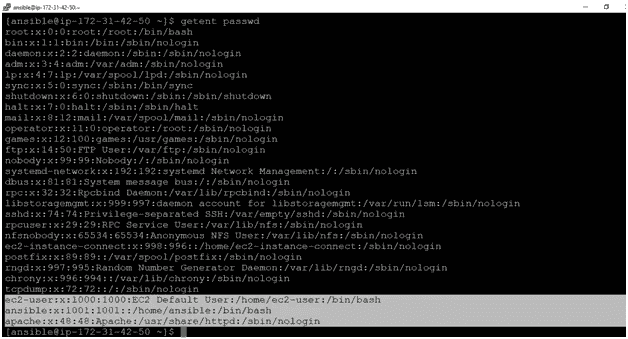 ansible@ip-172-31-42-50:~
[ansible@ip-172-31-42-50 ~]$ getent passwd
root:x:0:0:root:/root:/bin/bash
bin:x:1:1:bin:/bin:/sbin/nologin
daemon:x:2:2:daemon:/sbin:/sbin/nologin
adm:x:3:4:adm:/var/adm:/sbin/nologin
lp:x:4:7:lp:/var/spool/lpd:/sbin/nologin
sync:x:5:0:sync:/sbin:/bin/sync
shutdown:x:6:0:shutdown:/sbin:/sbin/shutdown
halt:x:7:0:halt:/sbin:/sbin/halt
mail:x:8:12:mail:/var/spool/mail:/sbin/nologin
operator:x:11:0:operator:/root:/sbin/nologin
games:x:12:100:games:/usr/games:/sbin/nologin
ftp:x:14:50:FTP User:/var/ftp:/sbin/nologin
nobody:x:99:99:Nobody:/:/sbin/nologin
systemd-network:x:192:192:systemd Network Management:/:/sbin/nologin
dbus:x:81:81:System message bus:/:/sbin/nologin
rpc:x:32:32:Rpcbind Daemon:/var/lib/rpcbind:/sbin/nologin
libstoragemgmt:x:999:997:daemon account for libstoragemgmt:/var/run/lsm:/sbin/nologin
sshd:x:74:74:Privilege-separated SSH:/var/empty/sshd:/sbin/nologin
rpcuser:x:29:29:RPC Service User:/var/lib/nfs:/sbin/nologin
nfsnobody:x:65534:65534:Anonymous NFS User:/var/lib/nfs:/sbin/nologin
ec2-instance-connect:x:998:996::/home/ec2-instance-connect:/sbin/nologin
postfix:x:89:89::/var/spool/postfix:/sbin/nologin
rngd:x:997:995:Random Number Generator Daemon:/var/lib/rngd:/sbin/nologin
chrony:x:996:994::/var/lib/chrony:/sbin/nologin
tcpdump:x:72:72::/:/sbin/nologin
ec2-user:x:1000:1000:EC2 Default User:/home/ec2-user:/bin/bash
ansible:x:1001:1001::/home/ansible:/bin/bash
apache:x:48:48:Apache:/usr/share/httpd:/sbin/nologin
[ansible@ip-172-31-42-50 ~]$